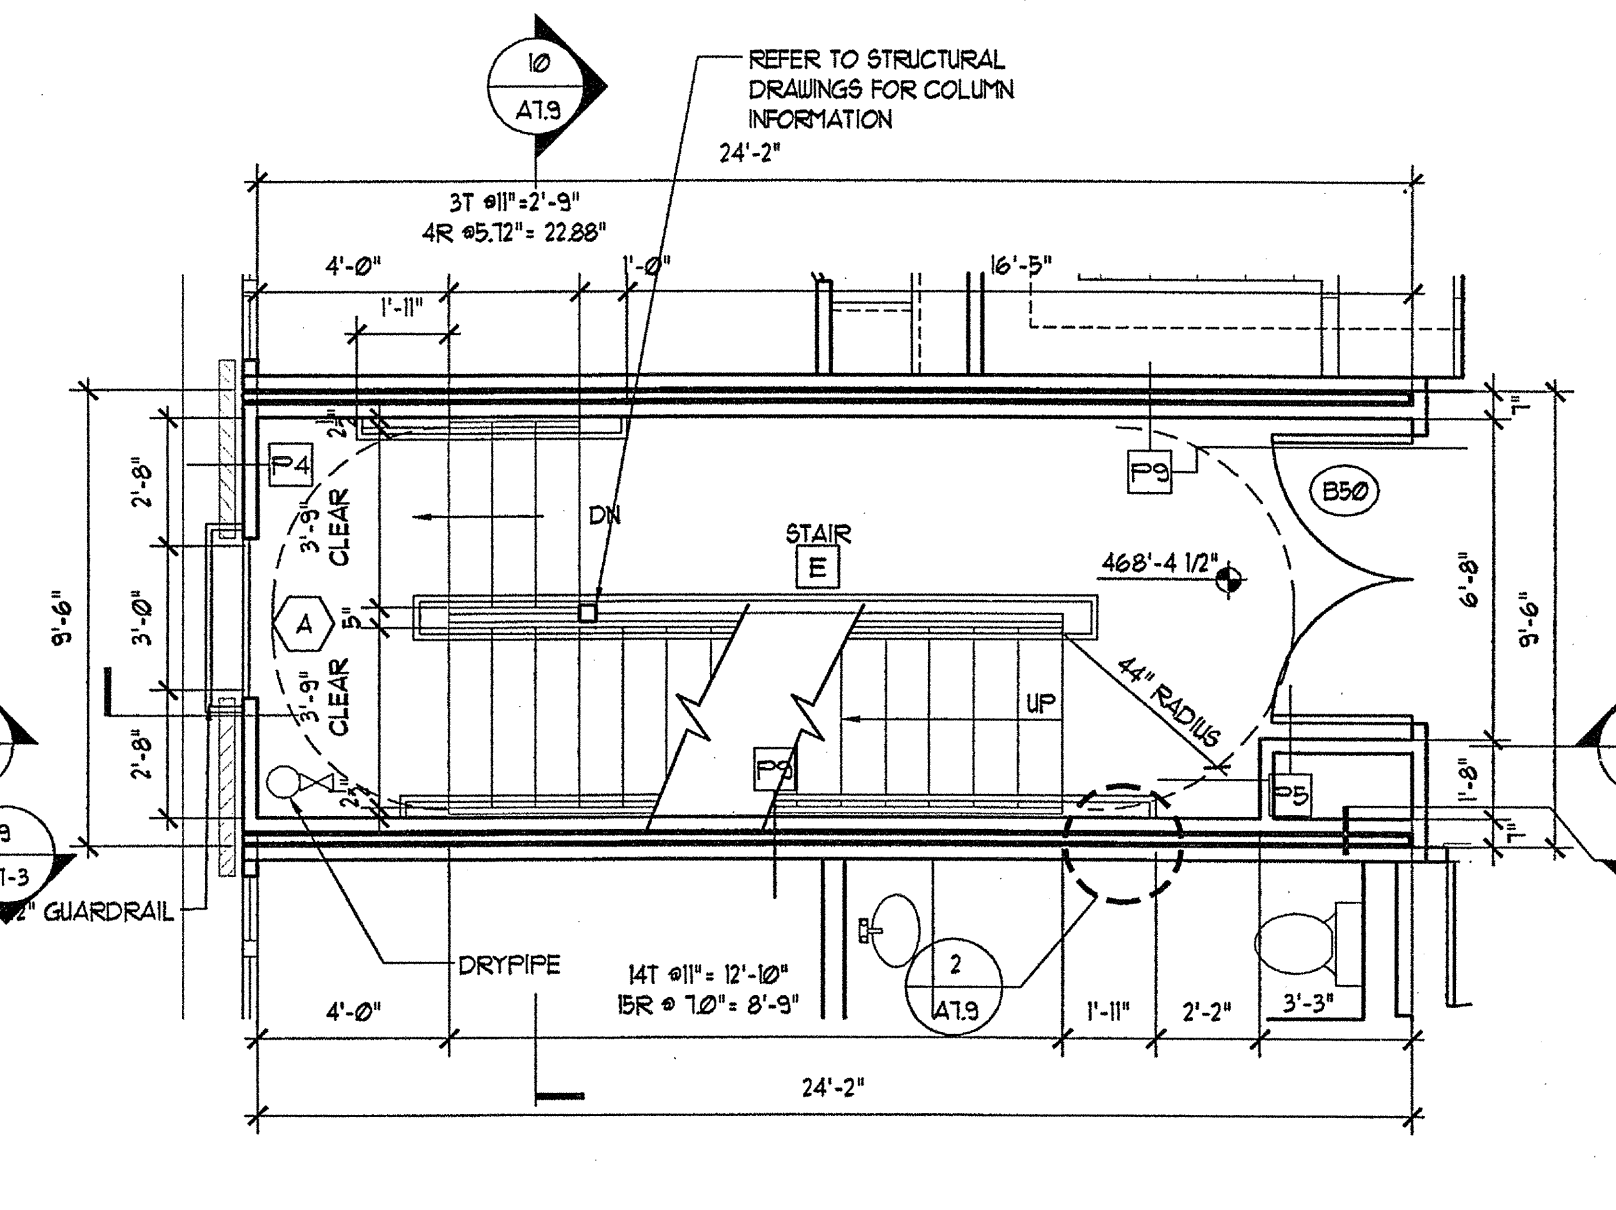 10
A7.9
REFER TO STRUCTURAL
DRAWINGS FOR COLUMN
INFORMATION
24'-2"
3T @11"=2'-9"
4R @5.72"= 22.88"
4'-0"
1'-0"
16'-5"
1'-11"
7"
P4
2'-8"
3'-9"
CLEAR
DN
STAIR
E
P9
B50
468'-4 1/2"
6'-8"
9'-6"
9'-6"
3'-0"
A
5"
3'-9"
CLEAR
44" RADIUS
UP
2'-8"
P9
P5
1'-8"
7"
9
GUARDRAIL
DRYPIPE
14T @11"= 12'-10"
15R @ 7.0"= 8'-9"
2
A7.9
4'-0"
1'-11"
2'-2"
3'-3"
24'-2"